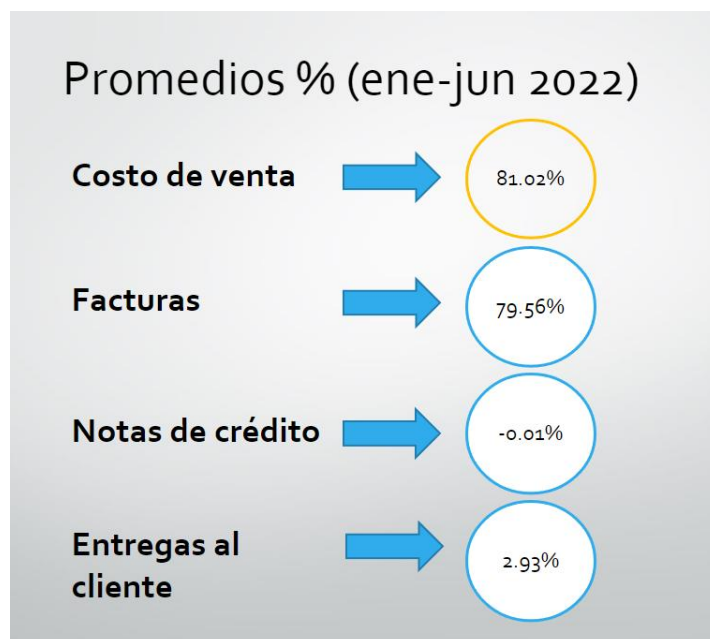 Promedios % (ene-jun 2022)
Costo de venta
81.02%
Facturas
79.56%
Notas de crédito
-0.01%
Entregas al
cliente
2.93%